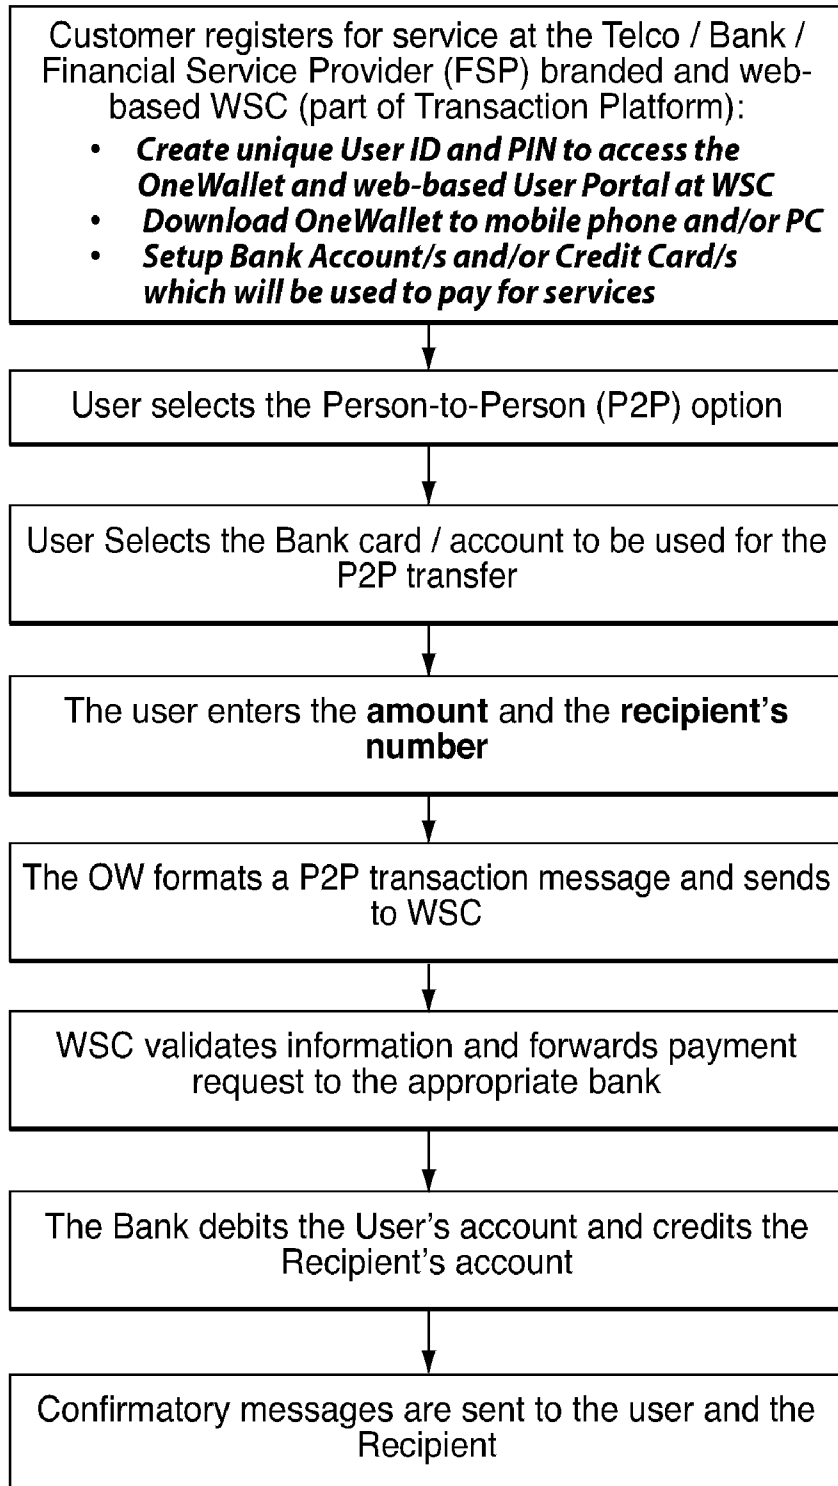 Customer registers for service at the Telco / Bank /
Financial Service Provider (FSP) branded and web-
based WSC (part of Transaction Platform):
• Create unique User ID and PIN to access the
OneWallet and web-based User Portal at WSC
• Download OneWallet to mobile phone and/or PC
• Setup Bank Account/s and/or Credit Card/s
which will be used to pay for services
User selects the Person-to-Person (P2P) option
User Selects the Bank card / account to be used for the
P2P transfer
The user enters the amount and the recipient's
number
The OW formats a P2P transaction message and sends
to WSC
WSC validates information and forwards payment
request to the appropriate bank
The Bank debits the User's account and credits the
Recipient's account
Confirmatory messages are sent to the user and the
Recipient